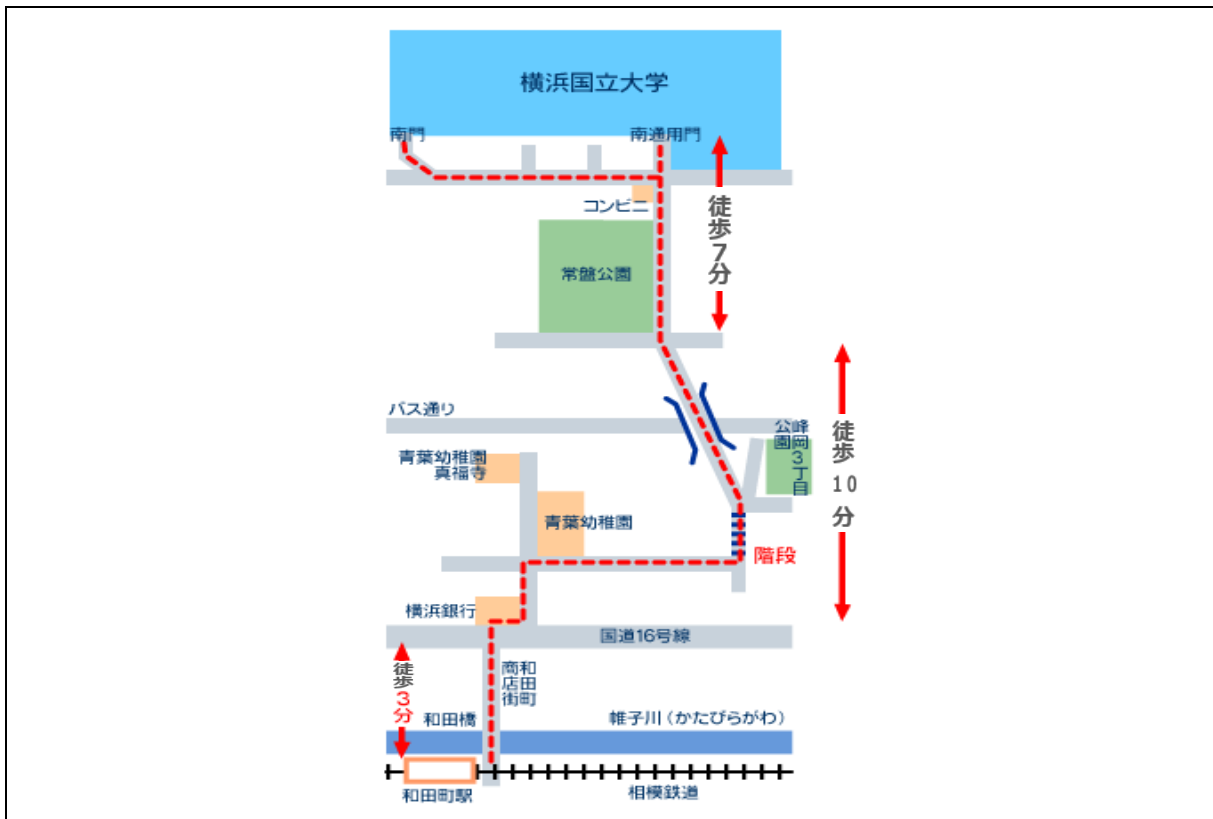 横浜国立大学
南門
南通用門
コンビニ
徒歩7分
常盤公園
バス通り
峰岡3丁目
公園
徒歩10分
青葉幼稚園
真福寺
青葉幼稚園
階段
横浜銀行
国道16号線
徒歩3分
和田町
商店街
和田橋
帷子川(かたびらがわ)
和田町駅
相模鉄道